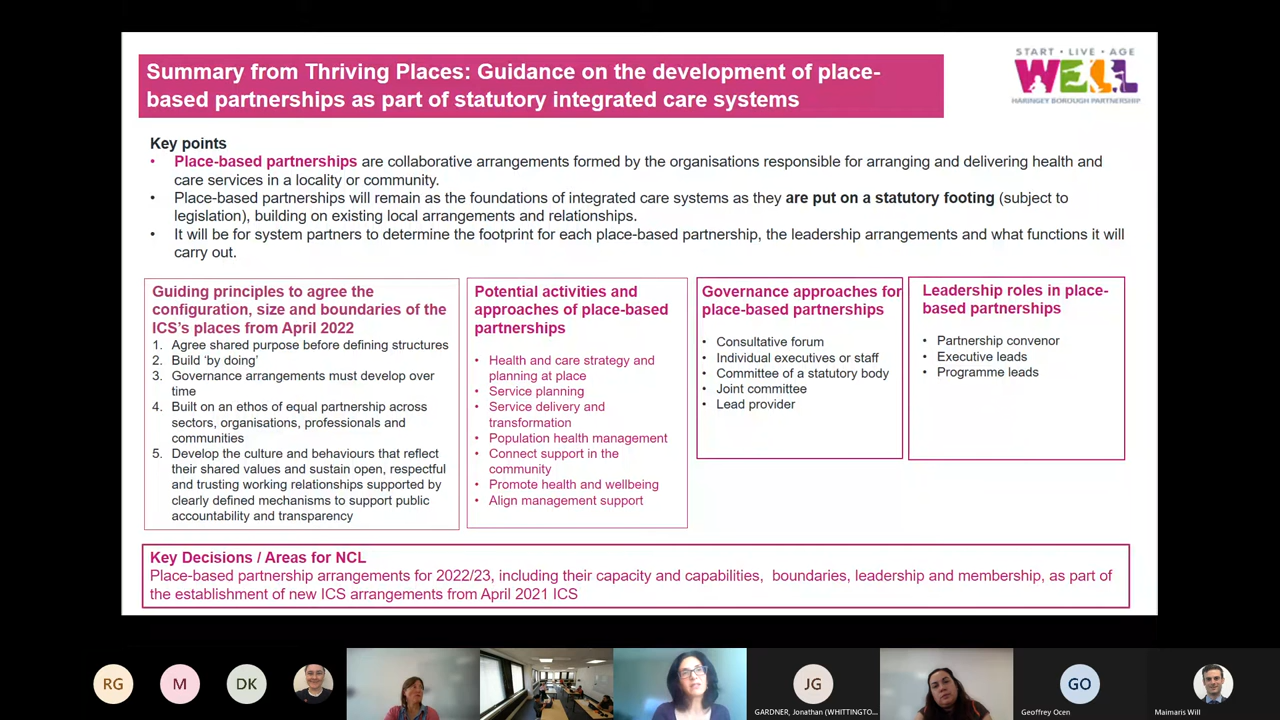 Summary from Thriving Places: Guidance on the development of place-
based partnerships as part of statutory integrated care systems
START · LIVE · AGE
WELL
HARINGEY BOROUGH PARTNERSHIP
Key points
• Place-based partnerships are collaborative arrangements formed by the organisations responsible for arranging and delivering health and
care services in a locality or community.
• Place-based partnerships will remain as the foundations of integrated care systems as they are put on a statutory footing (subject to
legislation), building on existing local arrangements and relationships.
• It will be for system partners to determine the footprint for each place-based partnership, the leadership arrangements and what functions it will
carry out.
Guiding principles to agree the
configuration, size and boundaries of the
ICS's places from April 2022
1. Agree shared purpose before defining structures
2. Build 'by doing'
3. Governance arrangements must develop over
time
4. Built on an ethos of equal partnership across
sectors, organisations, professionals and
communities
5. Develop the culture and behaviours that reflect
their shared values and sustain open, respectful
and trusting working relationships supported by
clearly defined mechanisms to support public
accountability and transparency
Potential activities and
approaches of place-based
partnerships
• Health and care strategy and
planning at place
• Service planning
• Service delivery and
transformation
• Population health management
• Connect support in the
community
• Promote health and wellbeing
• Align management support
Governance approaches for
place-based partnerships
• Consultative forum
• Individual executives or staff
• Committee of a statutory body
• Joint committee
• Lead provider
Leadership roles in place-
based partnerships
• Partnership convenor
• Executive leads
• Programme leads
Key Decisions / Areas for NCL
Place-based partnership arrangements for 2022/23, including their capacity and capabilities, boundaries, leadership and membership, as part of
the establishment of new ICS arrangements from April 2021 ICS
RG
M
DK
JG
GARDNER, Jonathan (WHITTINGTO...
GO
Geoffrey Ocen
Maimaris Will